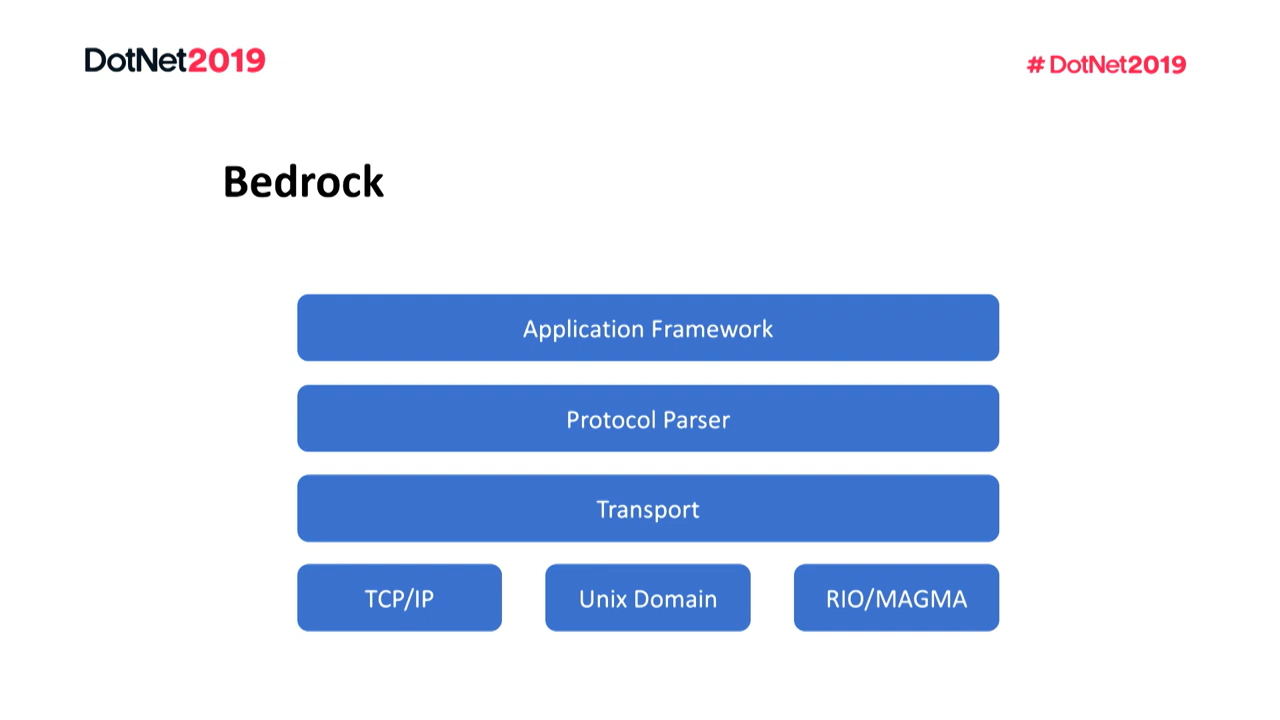 DotNet2019
# DotNet2019
Bedrock
Application Framework
Protocol Parser
Transport
TCP/IP
Unix Domain
RIO/MAGMA